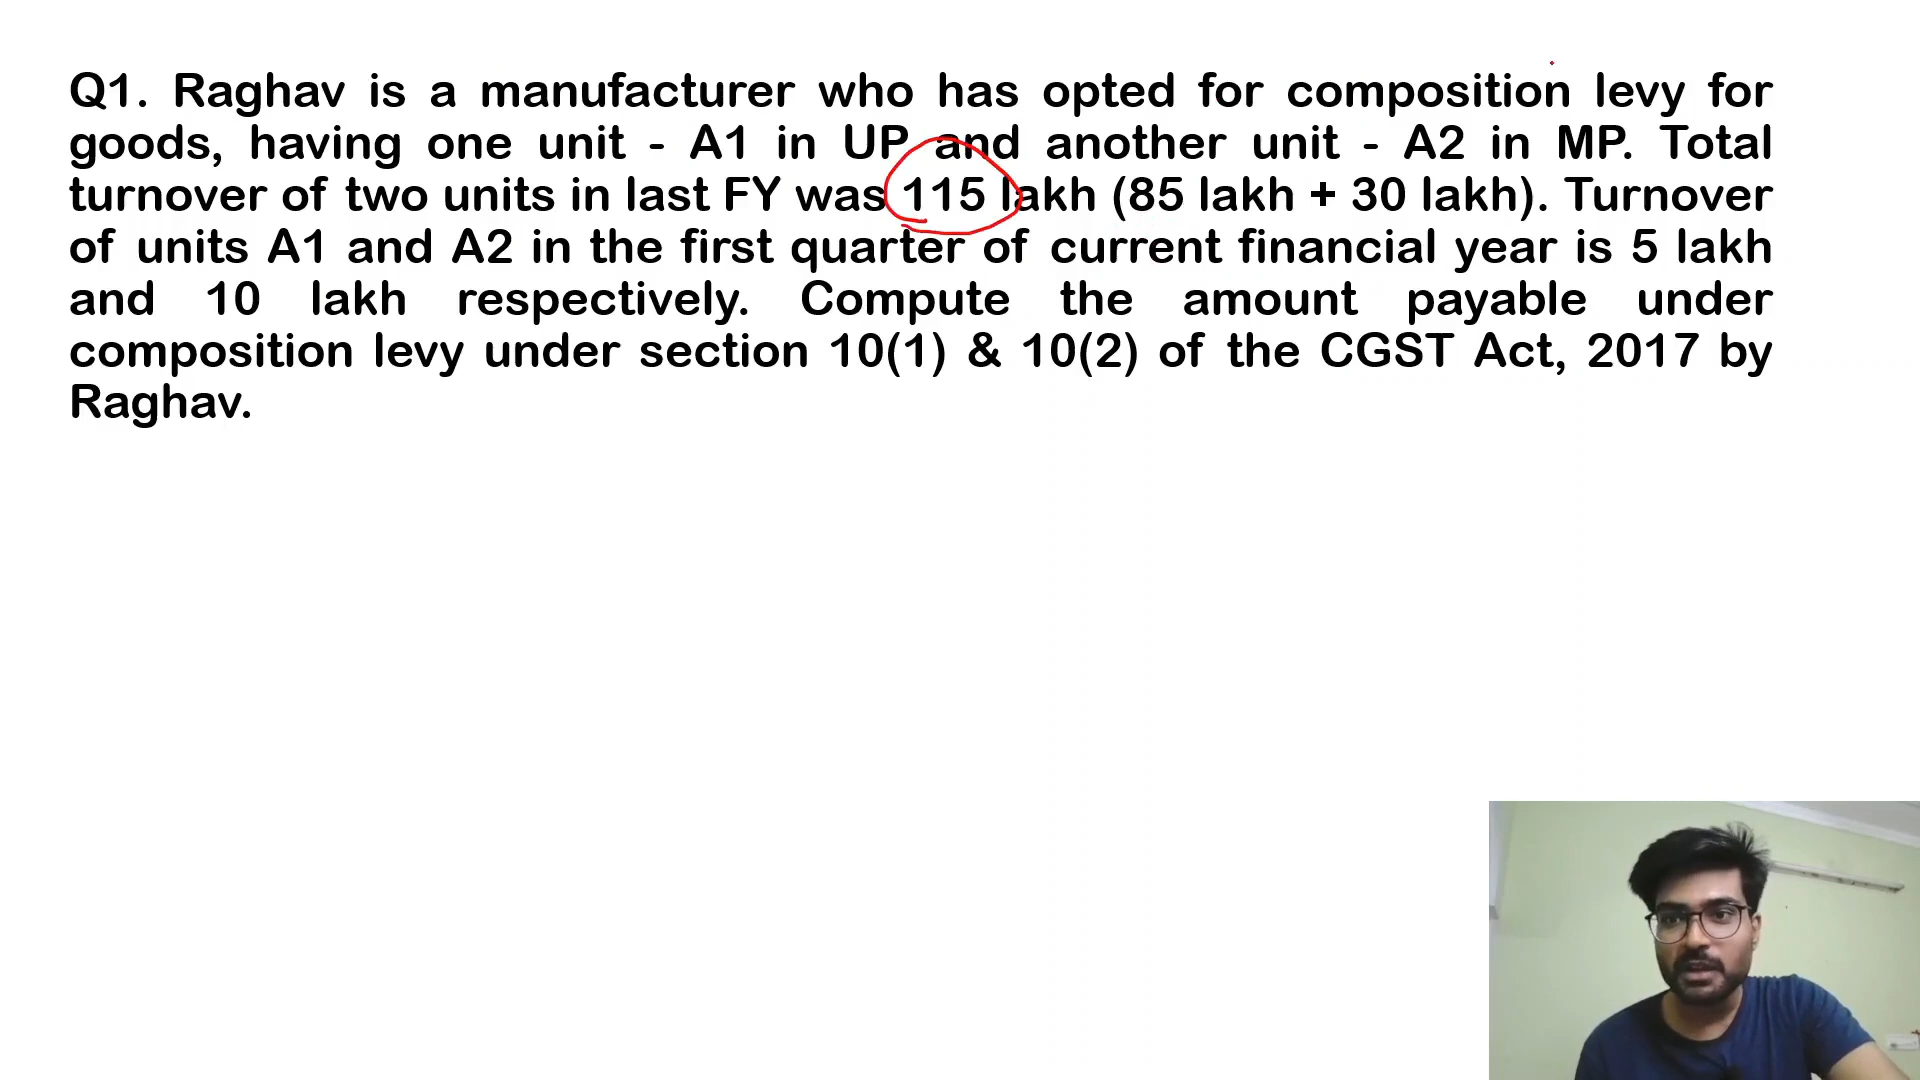 Q1. Raghav is a manufacturer who has opted for composition levy for
goods, having one unit - A1 in UP and another unit - A2 in MP. Total
turnover of two units in last FY was 115 lakh (85 lakh + 30 lakh). Turnover
of units A1 and A2 in the first quarter of current financial year is 5 lakh
and 10 lakh respectively. Compute the amount payable under
composition levy under section 10(1) & 10(2) of the CGST Act, 2017 by
Raghav.